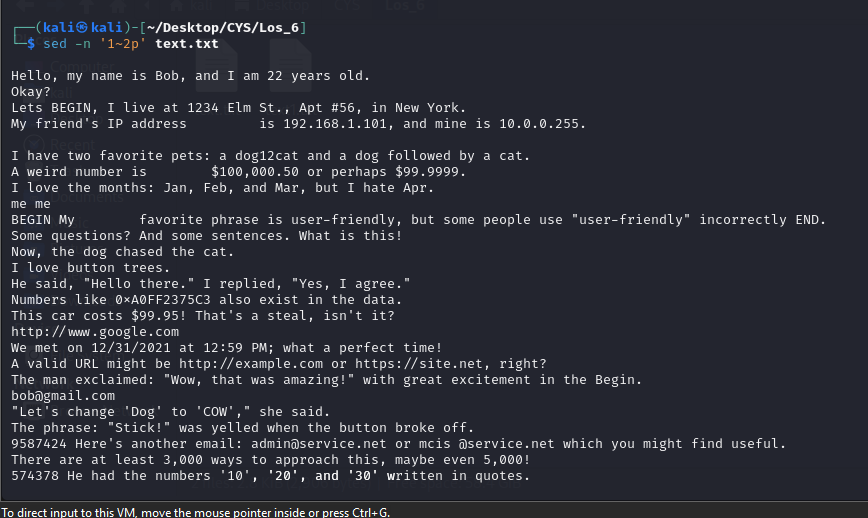 ┌──(kali㉿kali)-[~/Desktop/CYS/Los_6]
└─$ sed -n '1~2p' text.txt
Hello, my name is Bob, and I am 22 years old.
Okay?
Lets BEGIN, I live at 1234 Elm St., Apt #56, in New York.
My friend's IP address         is 192.168.1.101, and mine is 10.0.0.255.
I have two favorite pets: a dog12cat and a dog followed by a cat.
A weird number is        $100,000.50 or perhaps $99.9999.
I love the months: Jan, Feb, and Mar, but I hate Apr.
me me
BEGIN My        favorite phrase is user-friendly, but some people use "user-friendly" incorrectly END.
Some questions? And some sentences. What is this!
Now, the dog chased the cat.
I love button trees.
He said, "Hello there." I replied, "Yes, I agree."
Numbers like 0×A0FF2375C3 also exist in the data.
This car costs $99.95! That's a steal, isn't it?
http://www.google.com
We met on 12/31/2021 at 12:59 PM; what a perfect time!
A valid URL might be http://example.com or https://site.net, right?
The man exclaimed: "Wow, that was amazing!" with great excitement in the Begin.
bob@gmail.com
"Let's change 'Dog' to 'COW'," she said.
The phrase: "Stick!" was yelled when the button broke off.
9587424 Here's another email: admin@service.net or mcis @service.net which you might find useful.
There are at least 3,000 ways to approach this, maybe even 5,000!
574378 He had the numbers '10', '20', and '30' written in quotes.
To direct input to this VM, move the mouse pointer inside or press Ctrl+G.